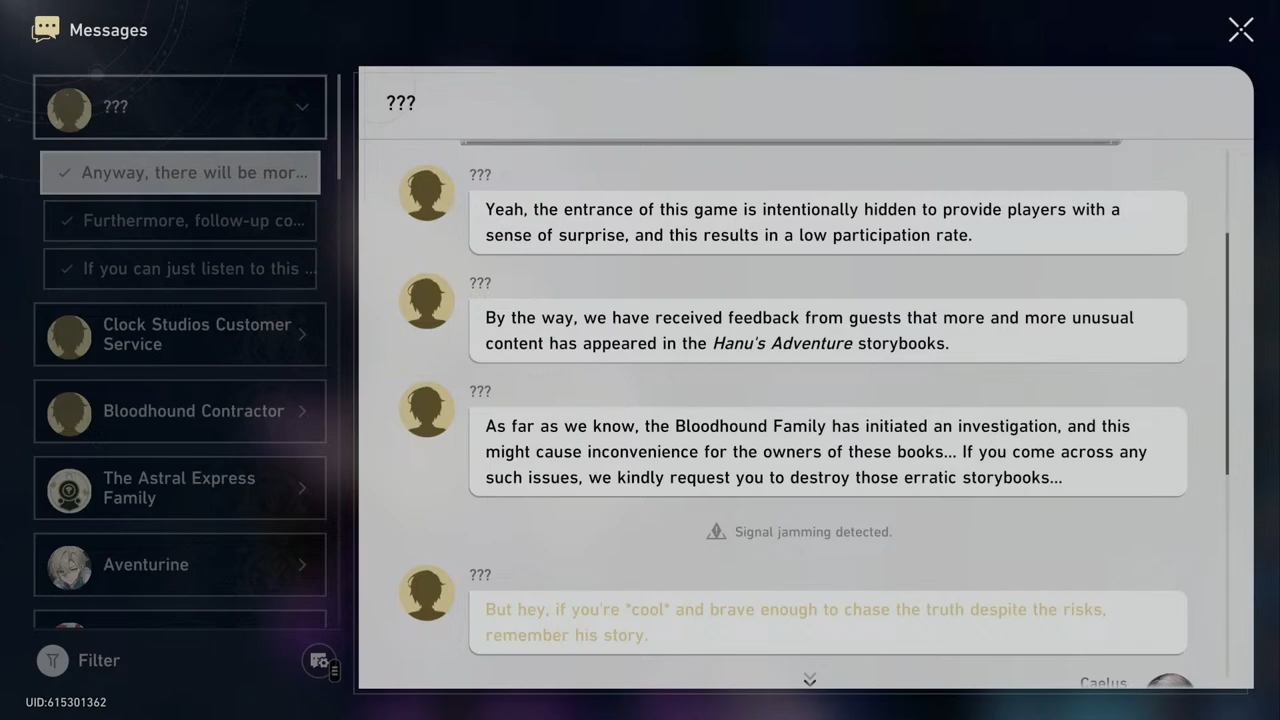 Messages
???
Anyway, there will be mor...
Furthermore, follow-up co...
If you can just listen to this ...
Clock Studios Customer
Service
Bloodhound Contractor
The Astral Express
Family
Aventurine
Filter
UID:615301362
???
???
Yeah, the entrance of this game is intentionally hidden to provide players with a
sense of surprise, and this results in a low participation rate.
???
By the way, we have received feedback from guests that more and more unusual
content has appeared in the Hanu's Adventure storybooks.
???
As far as we know, the Bloodhound Family has initiated an investigation, and this
might cause inconvenience for the owners of these books... If you come across any
such issues, we kindly request you to destroy those erratic storybooks...
Signal jamming detected.
???
But hey, if you're *cool* and brave enough to chase the truth despite the risks,
remember his story.
Caelus